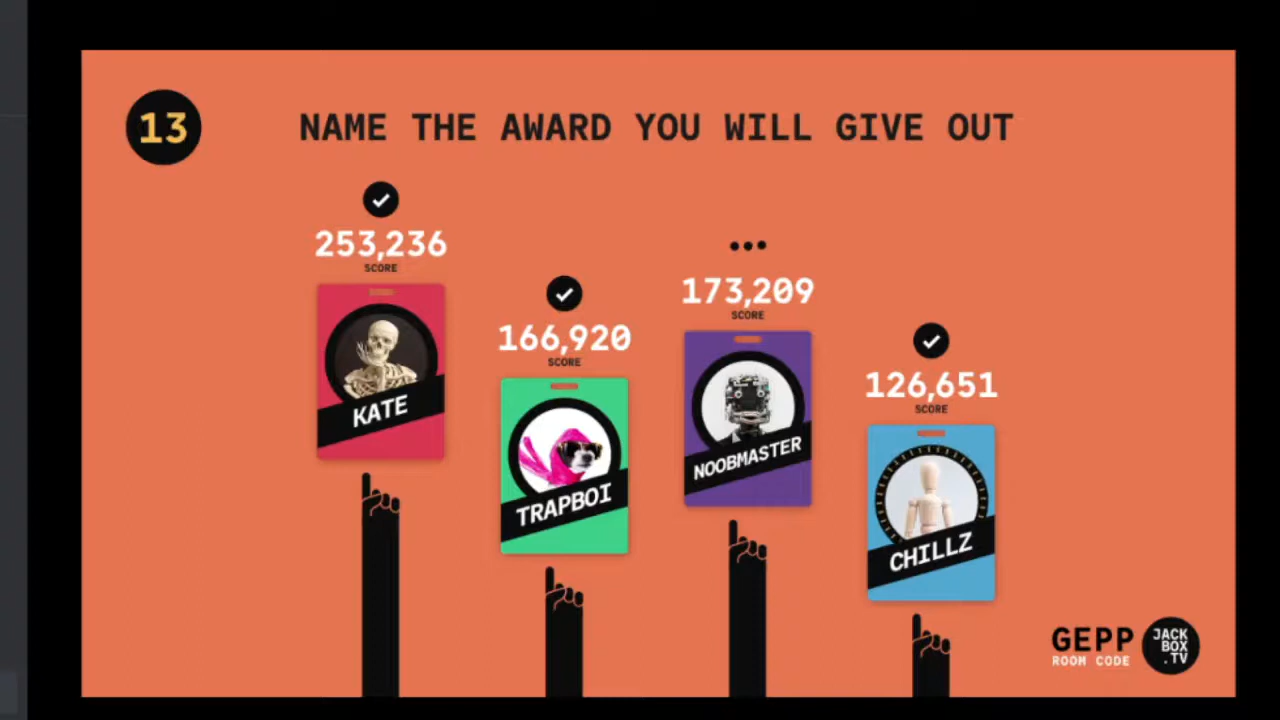 13
NAME THE AWARD YOU WILL GIVE OUT
253,236
SCORE
KATE
166,920
SCORE
TRAPBOI
173,209
SCORE
NOOBMASTER
126,651
SCORE
CHILLZ
GEPP
ROOM CODE
JACK
BOX
.TV